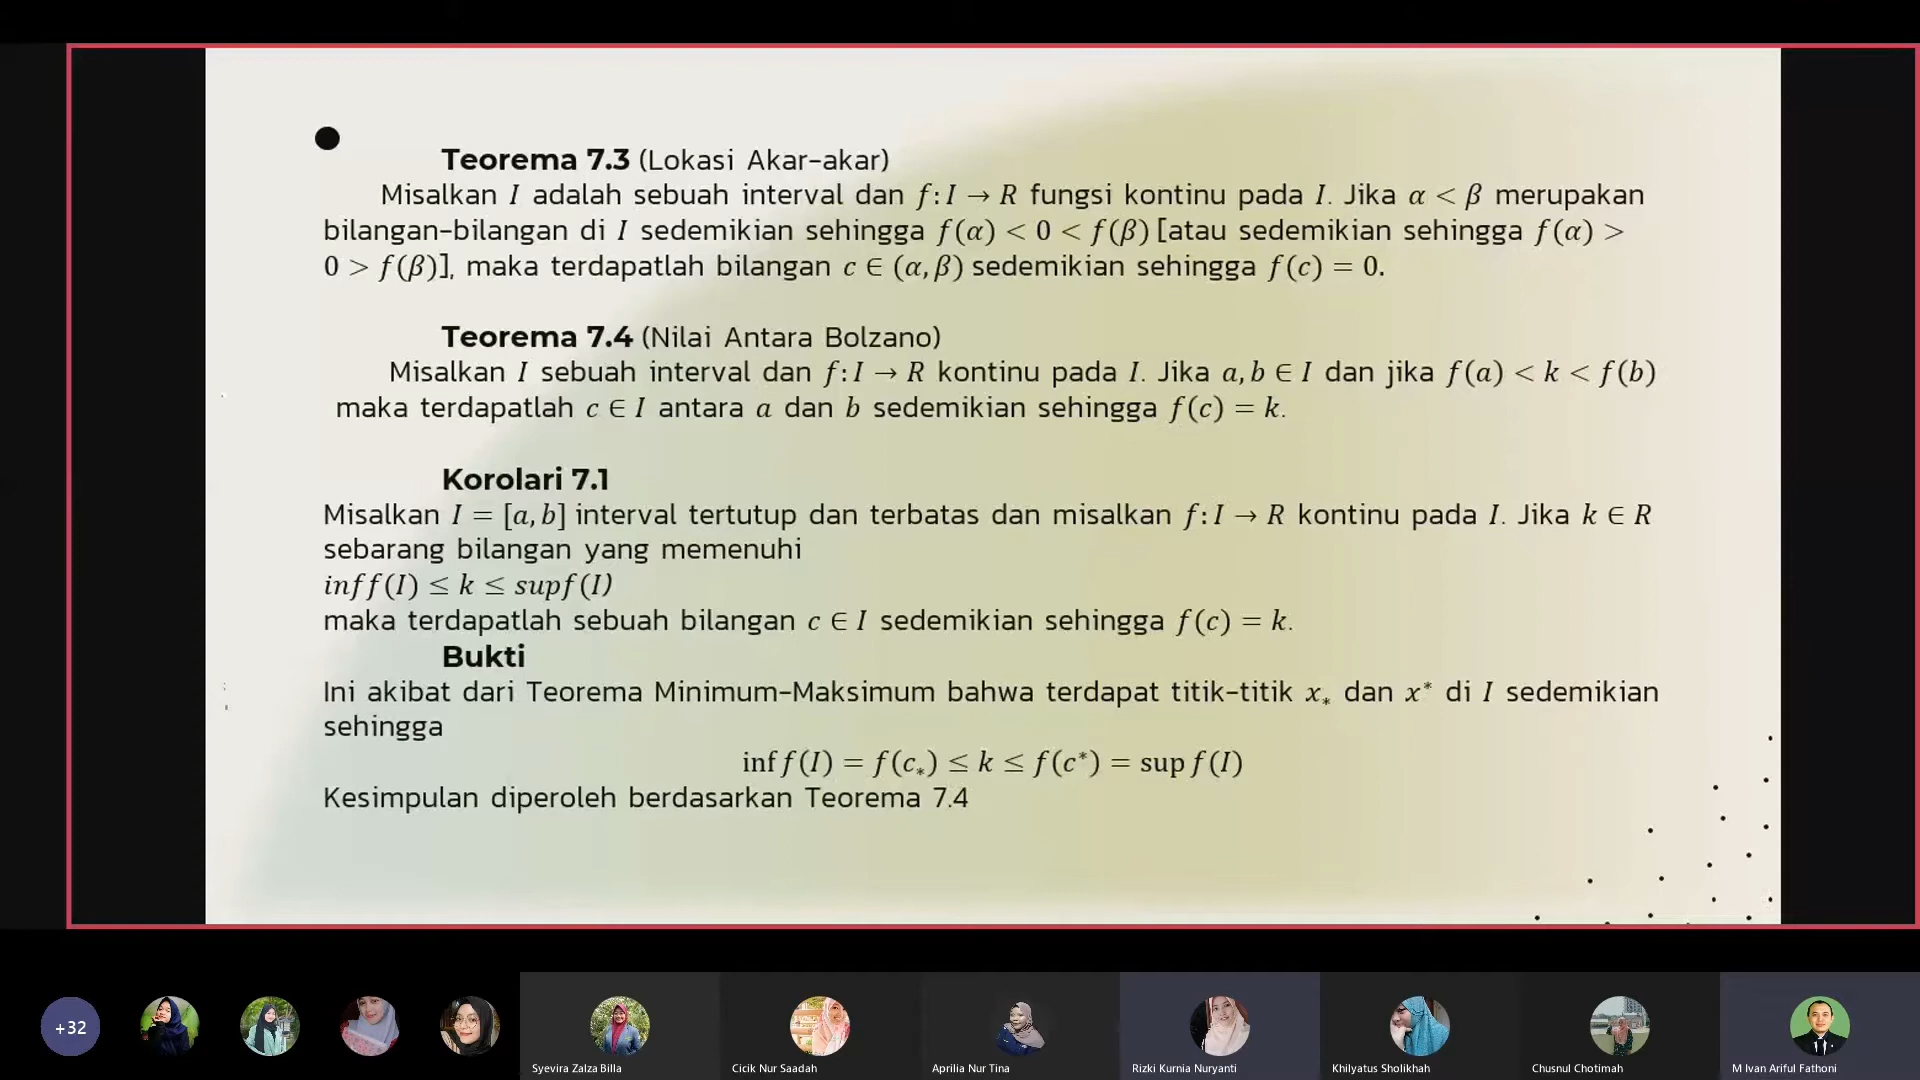 Teorema 7.3 (Lokasi Akar-akar)
Misalkan I adalah sebuah interval dan f: I → R fungsi kontinu pada I. Jika α < β merupakan
bilangan-bilangan di I sedemikian sehingga f(α) < 0 < f(β) [atau sedemikian sehingga f(α) >
0 > f(β)], maka terdapatlah bilangan c ∈ (α, β) sedemikian sehingga f(c) = 0.
Teorema 7.4 (Nilai Antara Bolzano)
Misalkan I sebuah interval dan f: I → R kontinu pada I. Jika a, b ∈ I dan jika f(a) < k < f(b)
maka terdapatlah c ∈ I antara a dan b sedemikian sehingga f(c) = k.
Korolari 7.1
Misalkan I = [a, b] interval tertutup dan terbatas dan misalkan f: I → R kontinu pada I. Jika k ∈ R
sebarang bilangan yang memenuhi
inf f(I) ≤ k ≤ sup f(I)
maka terdapatlah sebuah bilangan c ∈ I sedemikian sehingga f(c) = k.
Bukti
Ini akibat dari Teorema Minimum-Maksimum bahwa terdapat titik-titik x₎ dan x* di I sedemikian
sehingga
inf f(I) = f(c⁎) ≤ k ≤ f(c*) = sup f(I)
Kesimpulan diperoleh berdasarkan Teorema 7.4
+32
Syevira Zalza Billa
Cicik Nur Saadah
Aprilia Nur Tina
Rizki Kurnia Nuryanti
Khilyatus Sholikhah
Chusnul Chotimah
M Ivan Ariful Fathoni